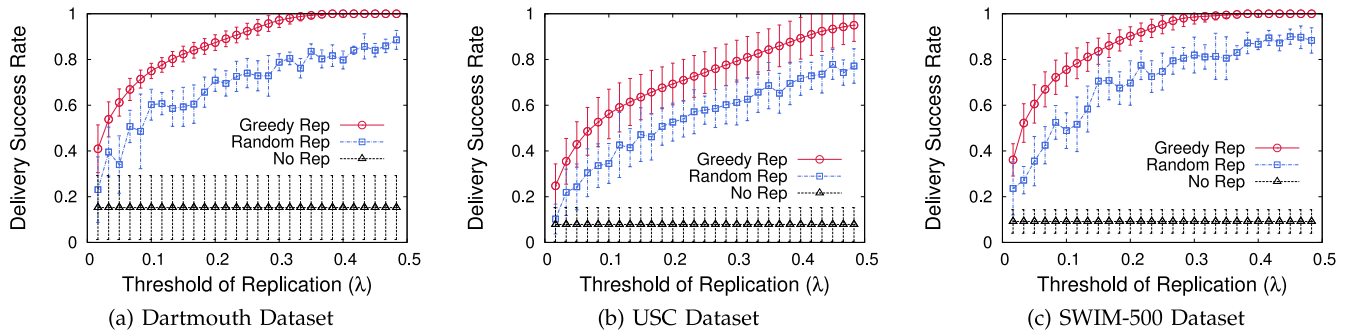 Delivery Success Rate
1
0.8
0.6
0.4
0.2
0
Greedy Rep
Random Rep
No Rep
0 0.1 0.2 0.3 0.4 0.5
Threshold of Replication (λ)
(a) Dartmouth Dataset
Delivery Success Rate
1
0.8
0.6
0.4
0.2
0
Greedy Rep
Random Rep
No Rep
0 0.1 0.2 0.3 0.4 0.5
Threshold of Replication (λ)
(b) USC Dataset
Delivery Success Rate
1
0.8
0.6
0.4
0.2
0
Greedy Rep
Random Rep
No Rep
0 0.1 0.2 0.3 0.4 0.5
Threshold of Replication (λ)
(c) SWIM-500 Dataset